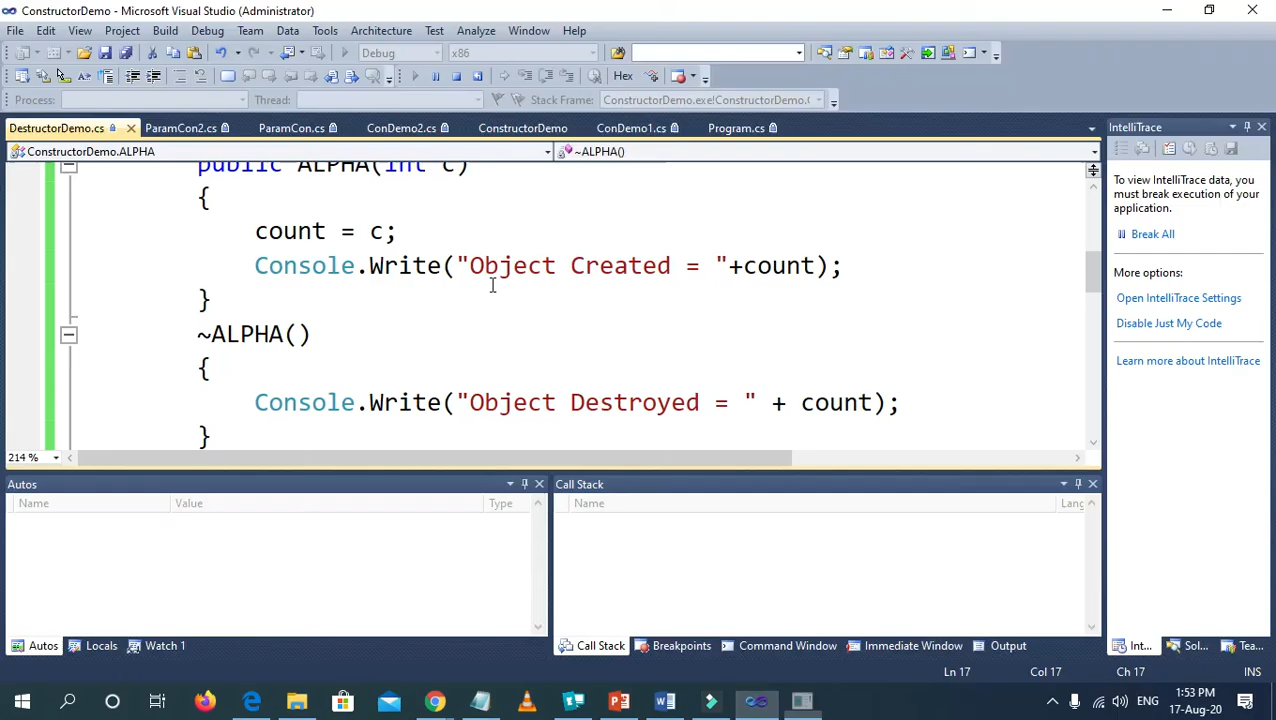 ConstructorDemo - Microsoft Visual Studio (Administrator)
File Edit View Project Build Debug Team Data Tools Architecture Test Analyze Window Help
Debug x86
Hex
Process: Thread: Stack Frame: ConstructorDemo.exe!ConstructorDemo.
DestructorDemo.cs ParamCon2.cs ParamCon.cs ConDemo2.cs ConstructorDemo ConDemo1.cs Program.cs
IntelliTrace
ConstructorDemo.ALPHA ~ALPHA()
public ALPHA(int c)
{
count = c;
Console.Write("Object Created = "+count);
}
~ALPHA()
{
Console.Write("Object Destroyed = " + count);
}
214 %
To view IntelliTrace data, you
must break execution of your
application.
Break All
More options:
Open IntelliTrace Settings
Disable Just My Code
Learn more about IntelliTrace
Autos
Name Value Type
Call Stack
Name Lang
Autos Locals Watch 1
Call Stack Breakpoints Command Window Immediate Window Output
Int... Sol... Tea...
Ln 17 Col 17 Ch 17 INS
ENG
1:53 PM
17-Aug-20